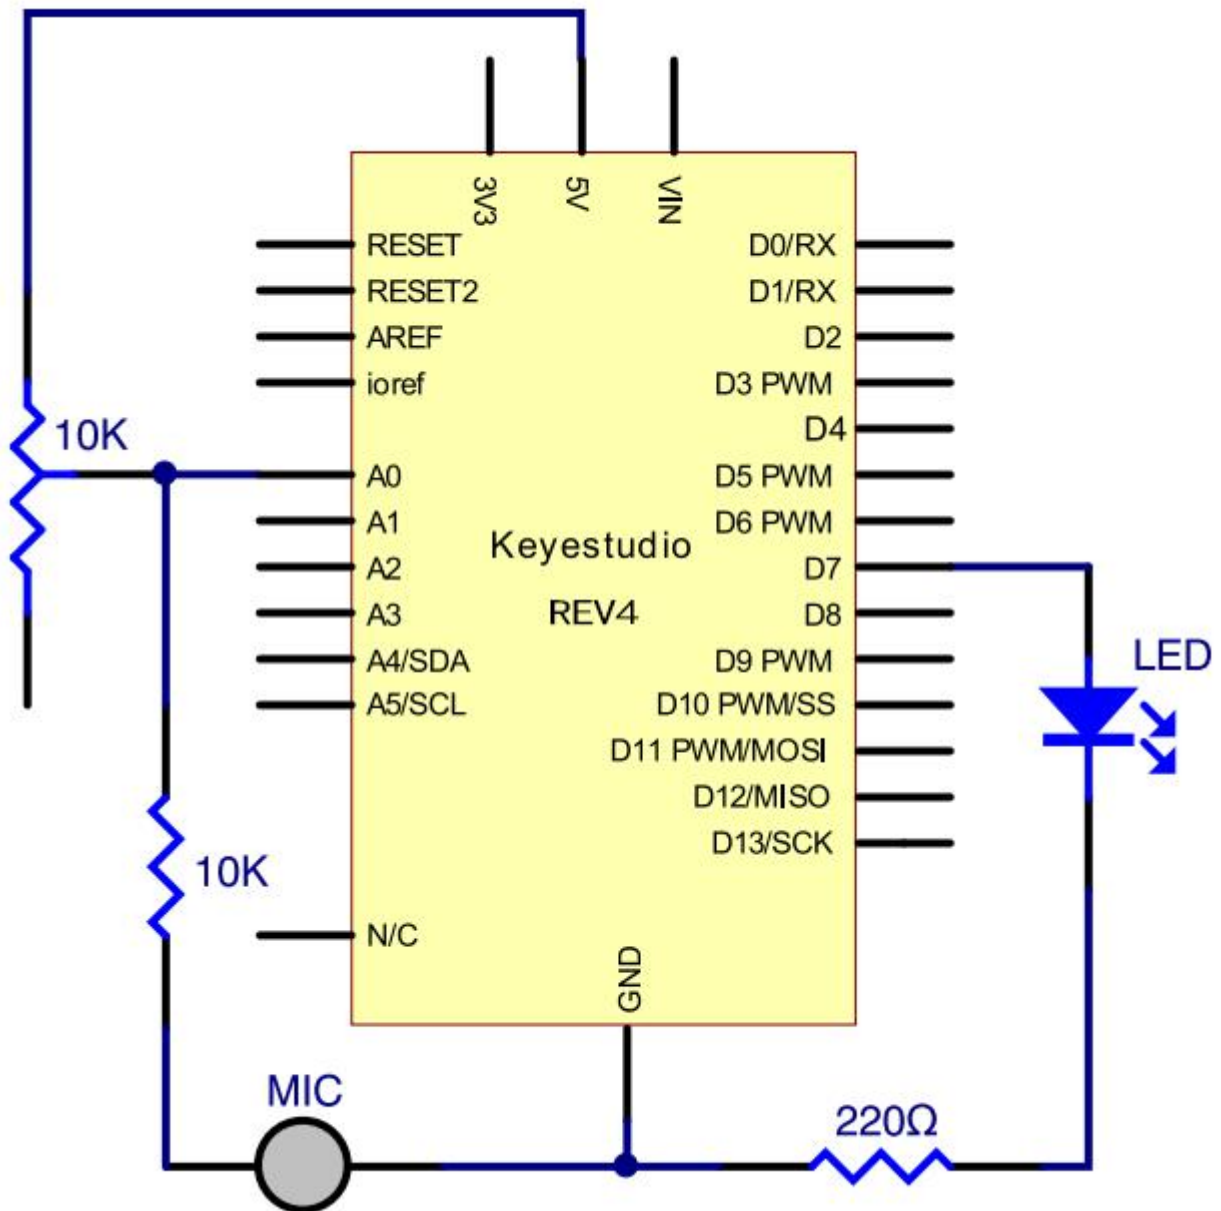 3V3
5V
VIN
RESET
RESET2
AREF
ioref
A0
A1
A2
A3
A4/SDA
A5/SCL
N/C
D0/RX
D1/RX
D2
D3 PWM
D4
D5 PWM
D6 PWM
D7
D8
D9 PWM
D10 PWM/SS
D11 PWM/MOSI
D12/MISO
D13/SCK
Keyestudio
REV4
GND
10K
10K
MIC
220Ω
LED